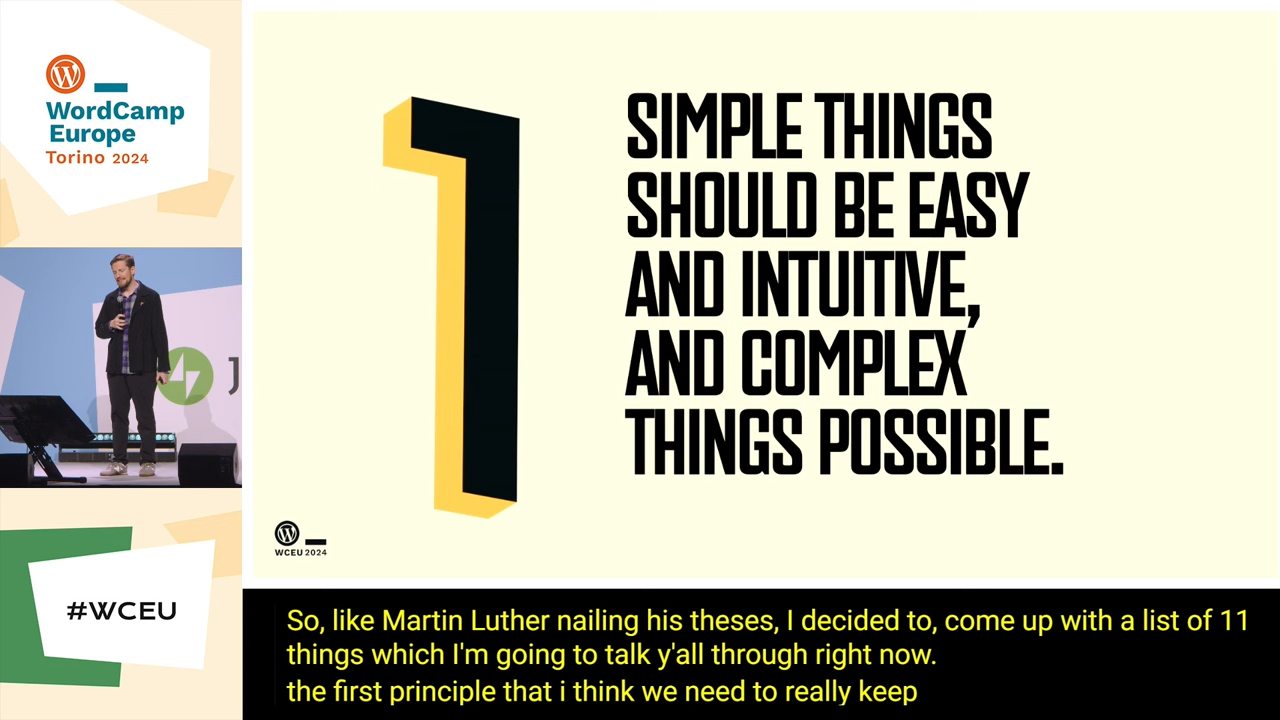 WordCamp
Europe
Torino 2024
J
#WCEU
1
SIMPLE THINGS
SHOULD BE EASY
AND INTUITIVE,
AND COMPLEX
THINGS POSSIBLE.
WCEU 2024
So, like Martin Luther nailing his theses, I decided to, come up with a list of 11
things which I'm going to talk y'all through right now.
the first principle that i think we need to really keep